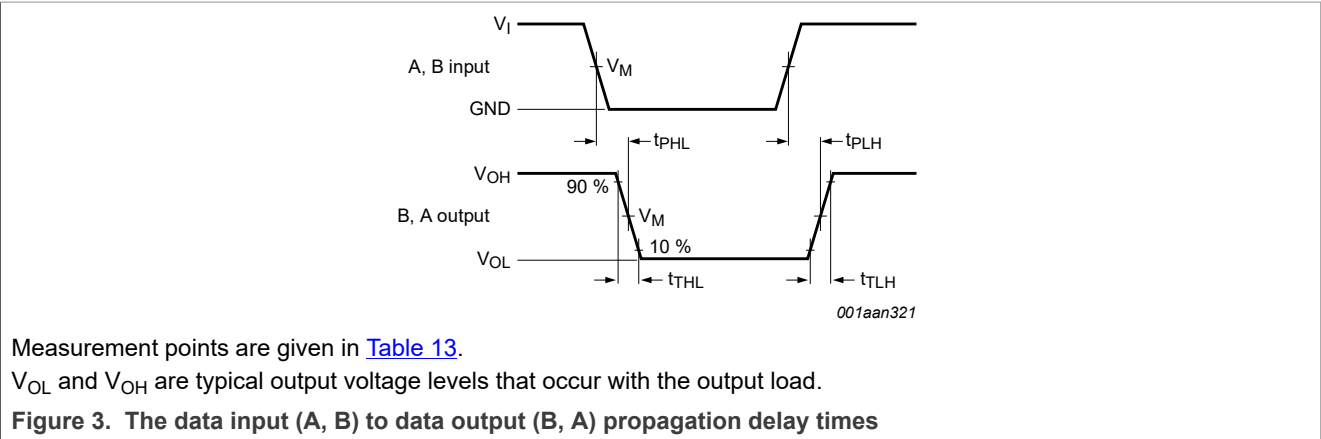 V_I
A, B input
V_M
GND
t_PHL
t_PLH
V_OH
90 %
B, A output
V_M
10 %
V_OL
t_THL
t_TLH
001aan321
Measurement points are given in Table 13.
V_OL and V_OH are typical output voltage levels that occur with the output load.
Figure 3. The data input (A, B) to data output (B, A) propagation delay times